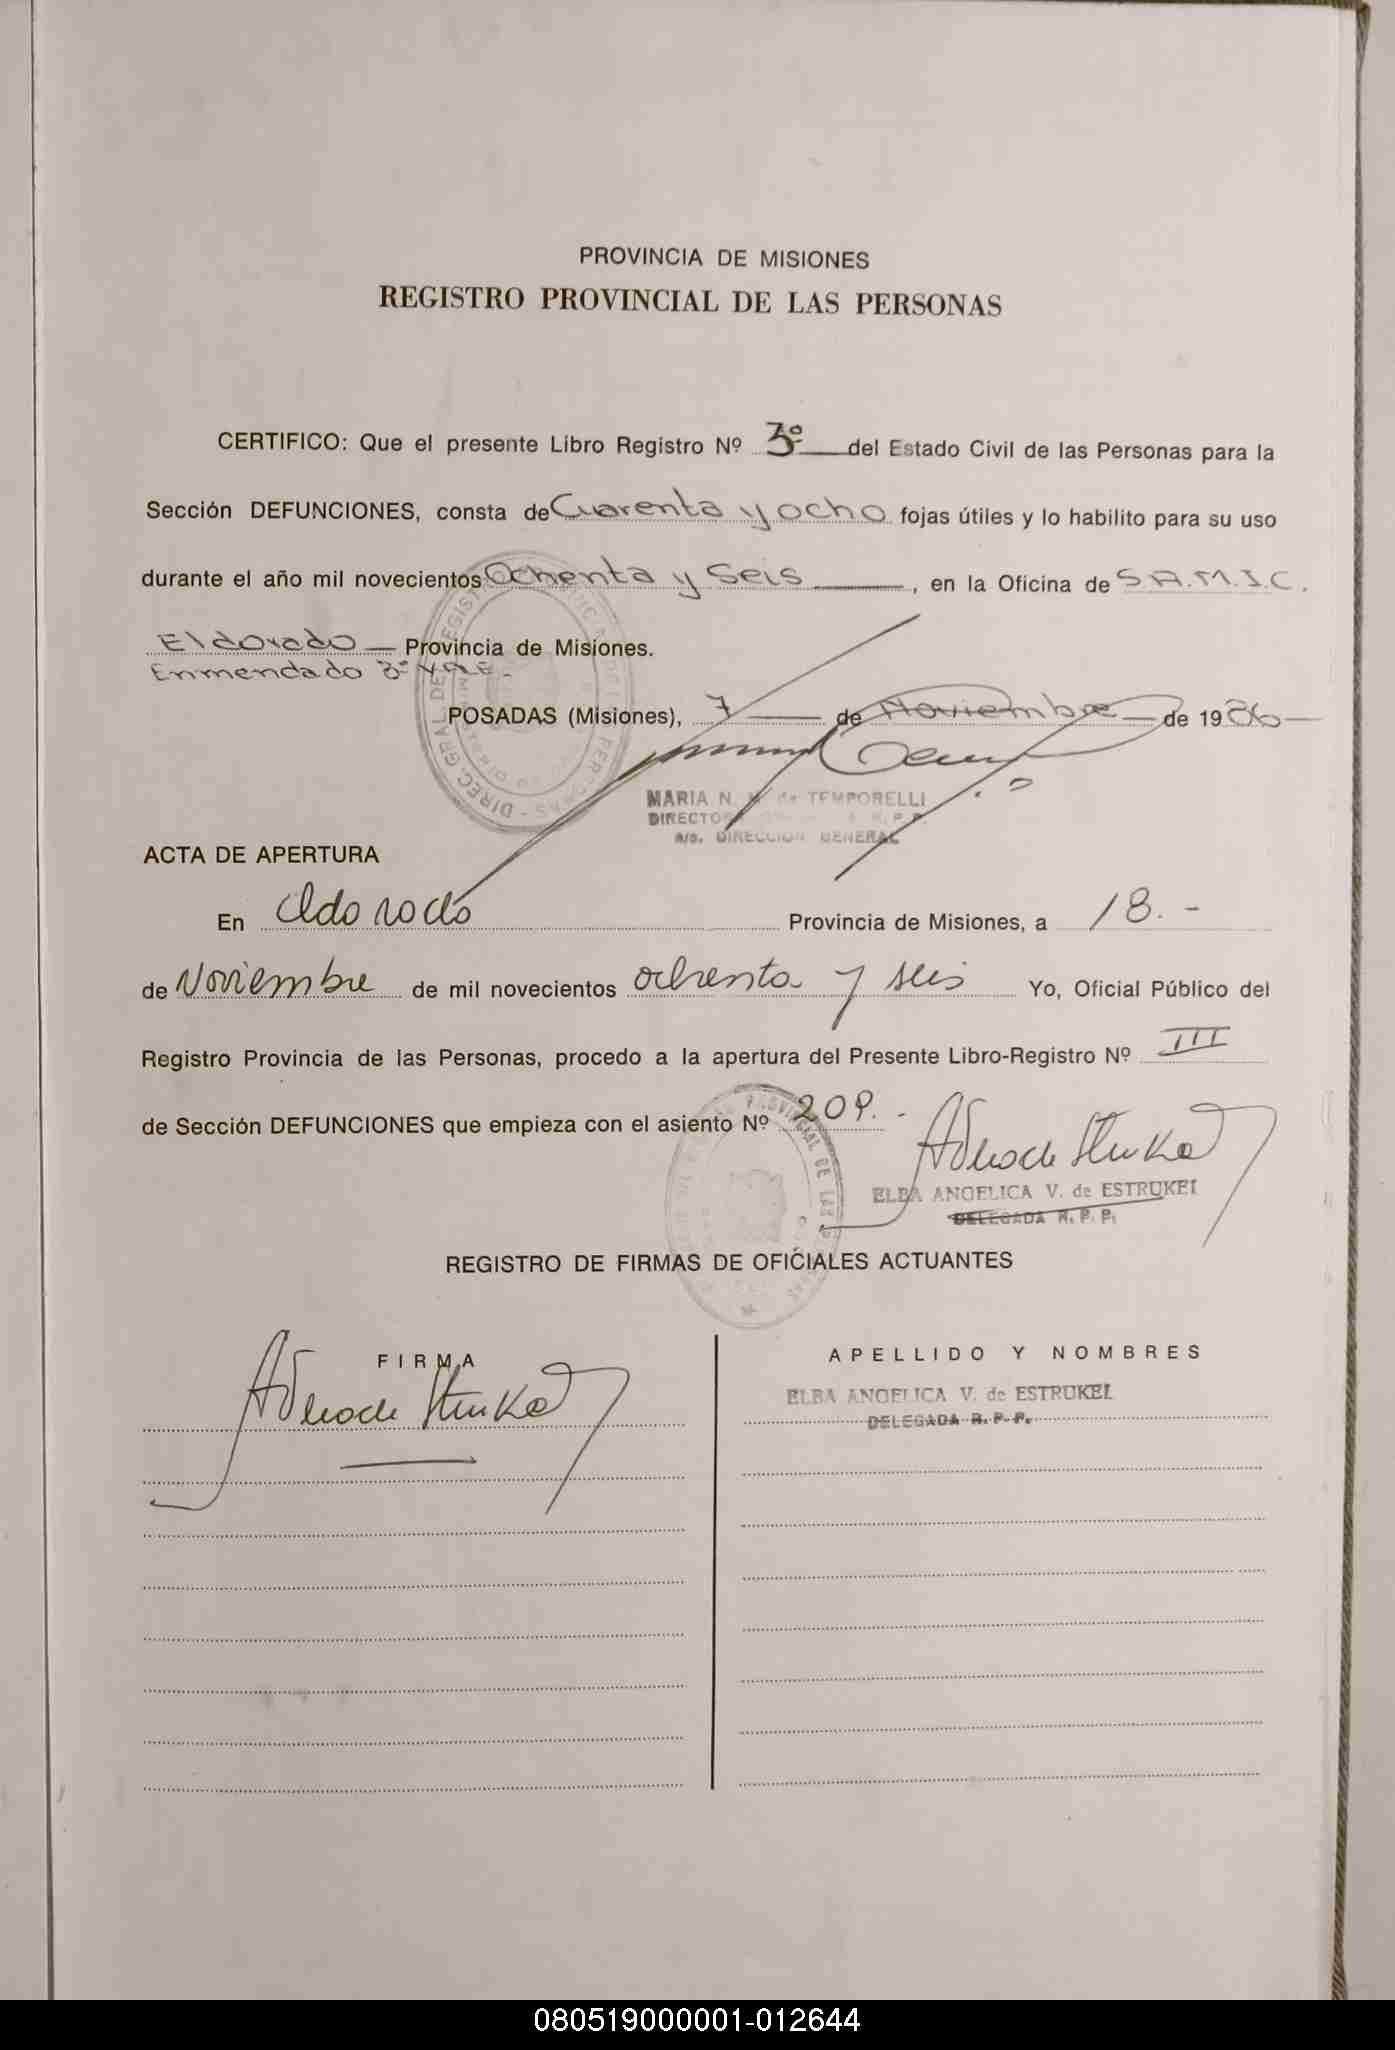 PROVINCIA DE MISIONES
REGISTRO PROVINCIAL DE LAS PERSONAS
CERTIFICO: Que el presente Libro Registro Nº 3º del Estado Civil de las Personas para la
Sección DEFUNCIONES, consta de Cuarenta y ocho fojas útiles y lo habilito para su uso
durante el año mil novecientos Ochenta y Seis, en la Oficina de S.A.M.I.C.
Eldorado — Provincia de Misiones.
Enmendado 3º
POSADAS (Misiones), 7 de Noviembre de 1986
MARIA N. de TEMPORELLI
DIRECTORA R.P.P.
a/c. DIRECCION GENERAL
ACTA DE APERTURA
En Eldorado Provincia de Misiones, a 18.-
de Noviembre de mil novecientos ochenta y seis Yo, Oficial Público del
Registro Provincia de las Personas, procedo a la apertura del Presente Libro-Registro Nº III
de Sección DEFUNCIONES que empieza con el asiento Nº 209.-
ELBA ANGELICA V. de ESTRUKEL
DELEGADA R. P. P.
REGISTRO DE FIRMAS DE OFICIALES ACTUANTES
FIRMA
APELLIDO Y NOMBRES
ELBA ANGELICA V. de ESTRUKEL
DELEGADA R. P. P.
080519000001-012644